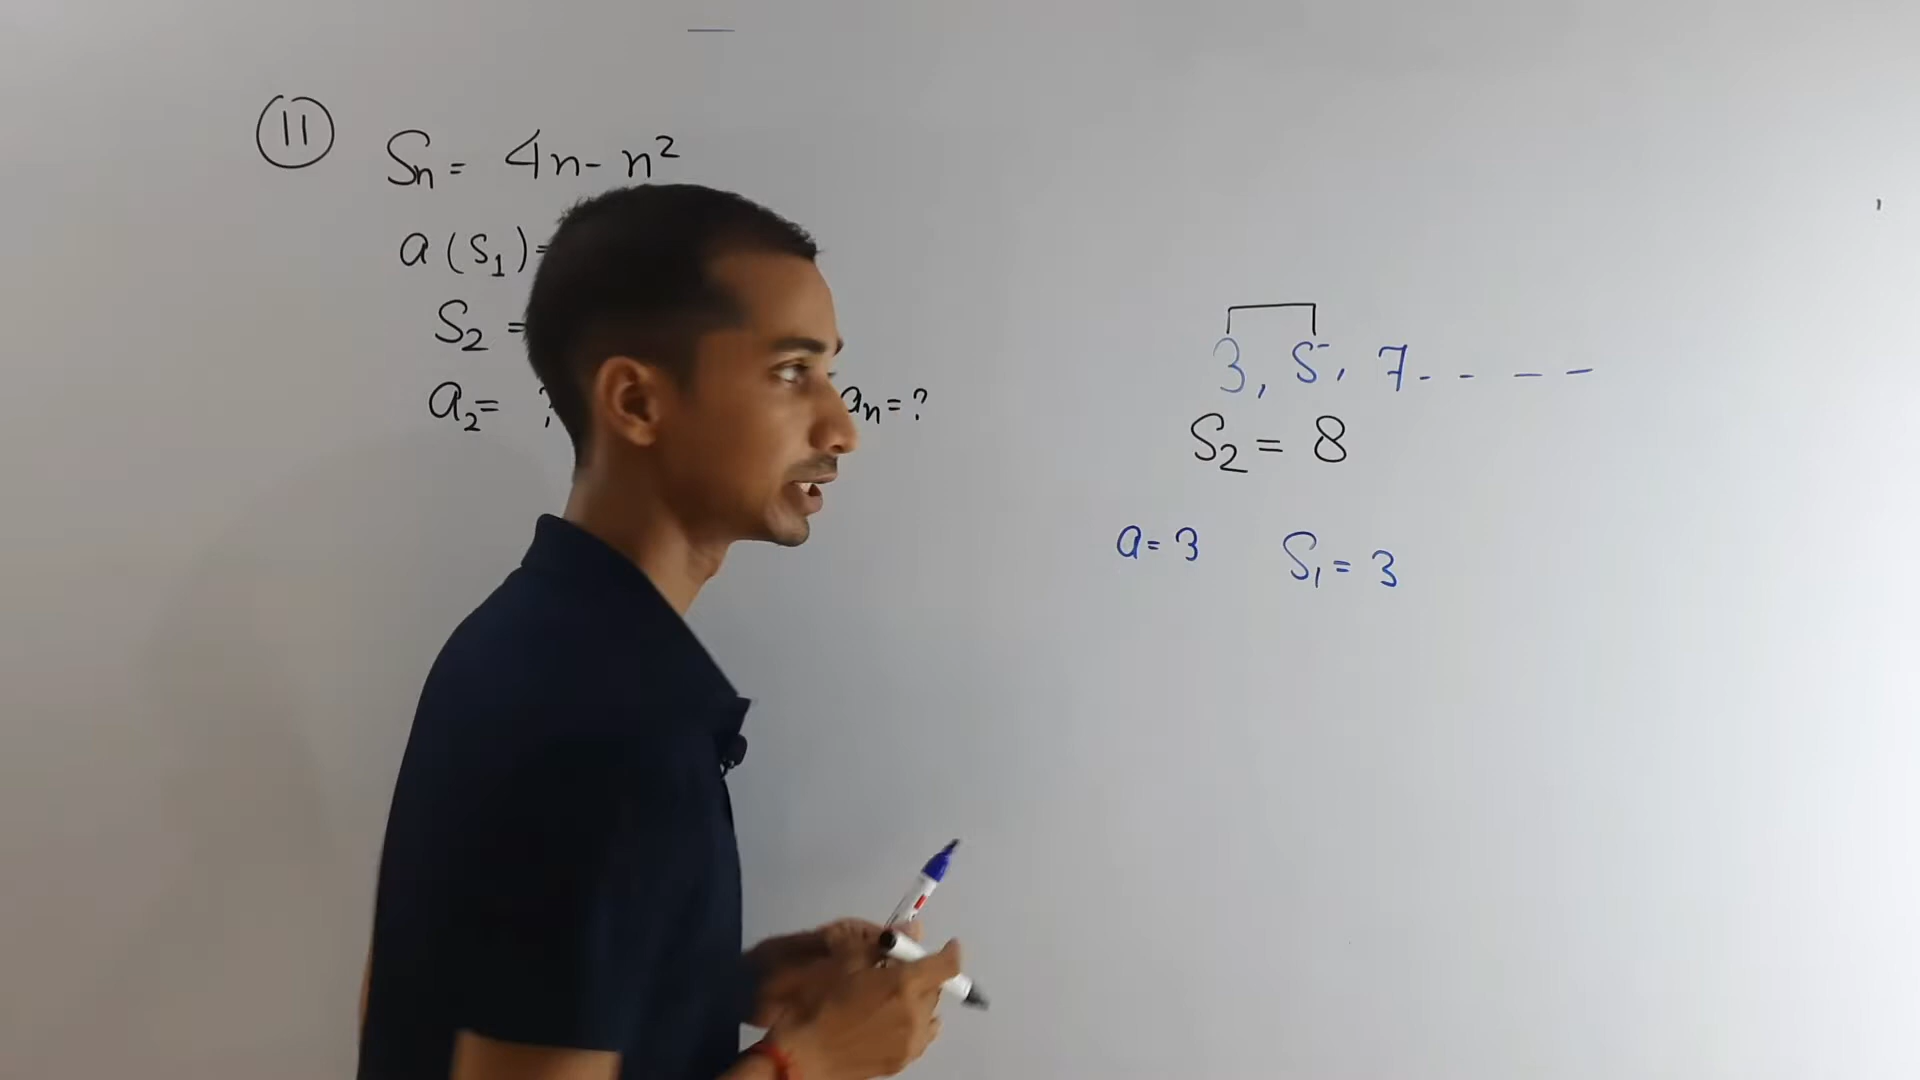 11
Sn = 4n - n²
a (S₁) =
S₂ =
a₂ = ?
an = ?
3, 5, 7 - - - -
S₂ = 8
a = 3 S₁ = 3